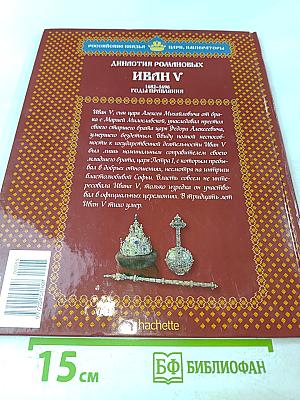 РОССИЙСКИЕ КНЯЗЬЯ ЦАРИ, ИМПЕРАТОРЫ
ДИНАСТИЯ РОМАНОВЫХ
ИВАН V
1682–1696
ГОДЫ ПРАВЛЕНИЯ
Иван V, сын царя Алексея Михайловича от бра-
ка с Марией Милославской, унаследовал престол
своего старшего брата царя Федора Алексеевича,
умершего бездетным. Ввиду полной неспособ-
ности к государственной деятельности Иван V
был лишь номинальным соправителем своего
младшего брата, царя Петра I, с которым пребы-
вал в добрых отношениях, несмотря на интриги
властолюбивой Софьи. Власть совсем не инте-
ресовала Ивана V, только изредка он участво-
вал в официальных церемониях. В тридцать лет
Иван V тихо умер.
hachette
15 см
БФ БИБЛИОФАН